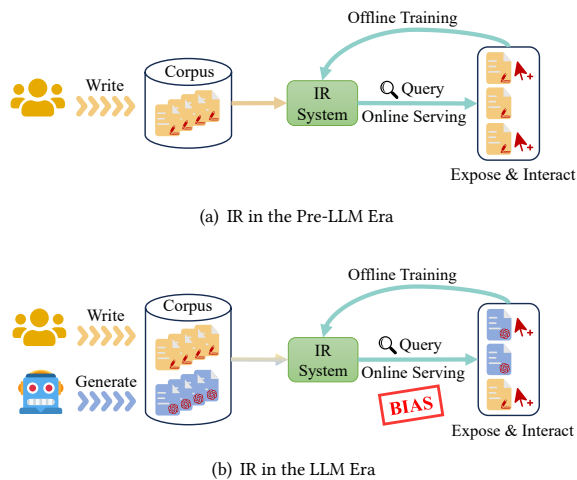 Offline Training
Write
Corpus
IR
System
Query
Online Serving
Expose & Interact
(a) IR in the Pre-LLM Era
Offline Training
Write
Corpus
Generate
IR
System
Query
Online Serving
BIAS
Expose & Interact
(b) IR in the LLM Era